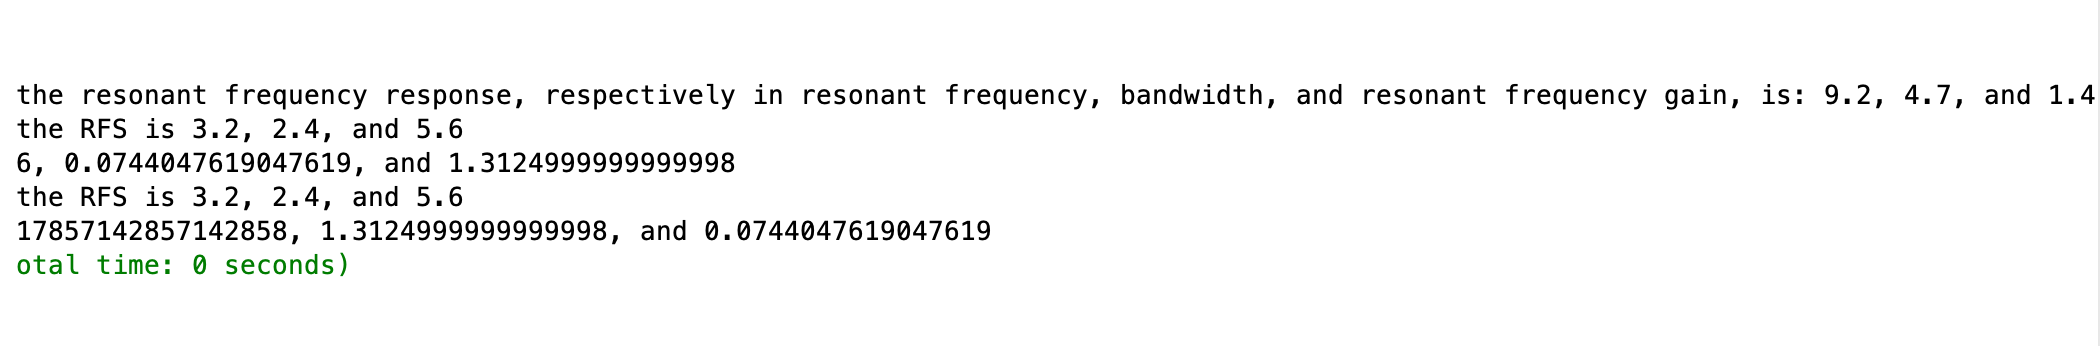 the resonant frequency response, respectively in resonant frequency, bandwidth, and resonant frequency gain, is: 9.2, 4.7, and 1.4
the RFS is 3.2, 2.4, and 5.6
6, 0.0744047619047619, and 1.3124999999999998
the RFS is 3.2, 2.4, and 5.6
17857142857142858, 1.3124999999999998, and 0.0744047619047619
otal time: 0 seconds)